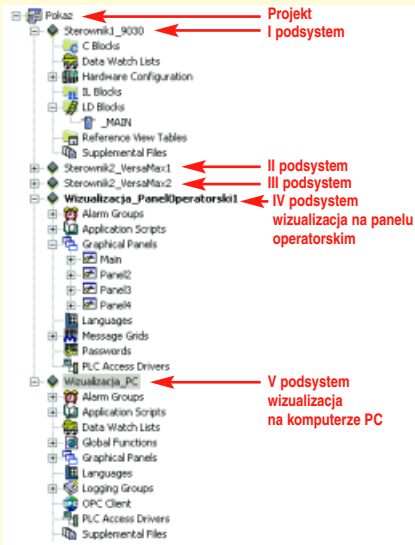 Pokaz
Projekt
Sterownik1_9030
I podsystem
C Blocks
Data Watch Lists
Hardware Configuration
IL Blocks
LD Blocks
_MAIN
Reference View Tables
Supplemental Files
Sterownik2_VersaMax1
II podsystem
Sterownik2_VersaMax2
III podsystem
Wizualizacja_PanelOperatorski1
IV podsystem
wizualizacja na panelu
operatorskim
Alarm Groups
Application Scripts
Graphical Panels
Main
Panel2
Panel3
Panel4
Languages
Message Grids
Passwords
PLC Access Drivers
Wizualizacja_PC
V podsystem
wizualizacja
na komputerze PC
Alarm Groups
Application Scripts
Data Watch Lists
Global Functions
Graphical Panels
Languages
Logging Groups
OPC Client
PLC Access Drivers
Supplemental Files